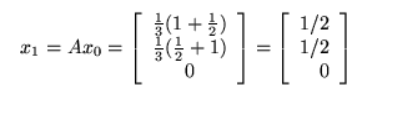 x₁ = Ax₀ = [ ⅓(1 + ½) ; ⅓(½ + 1) ; 0 ] = [ 1/2 ; 1/2 ; 0 ]